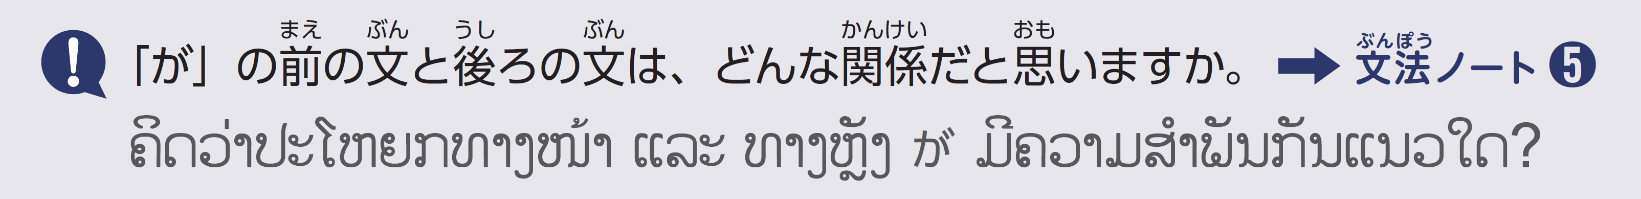 「が」の前の文と後ろの文は、どんな関係だと思いますか。➡ 文法ノート❺
ຄິດວ່າປະໂຫຍກທາງໜ້າ ແລະ ທາງຫຼັງ が ມີຄວາມສຳພັນກັນແນວໃດ?